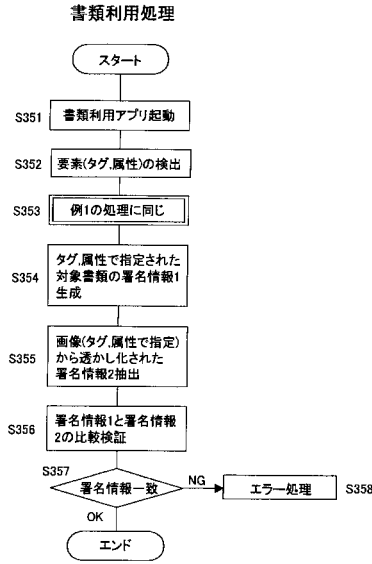 書類利用処理
スタート
S351
書類利用アプリ起動
S352
要素(タグ,属性)の検出
S353
例1の処理に同じ
S354
タグ,属性で指定された
対象書類の署名情報1
生成
S355
画像(タグ,属性で指定)
から透かし化された
署名情報2抽出
S356
署名情報1と署名情報
2の比較検証
S357
署名情報一致
NG
エラー処理
S358
OK
エンド